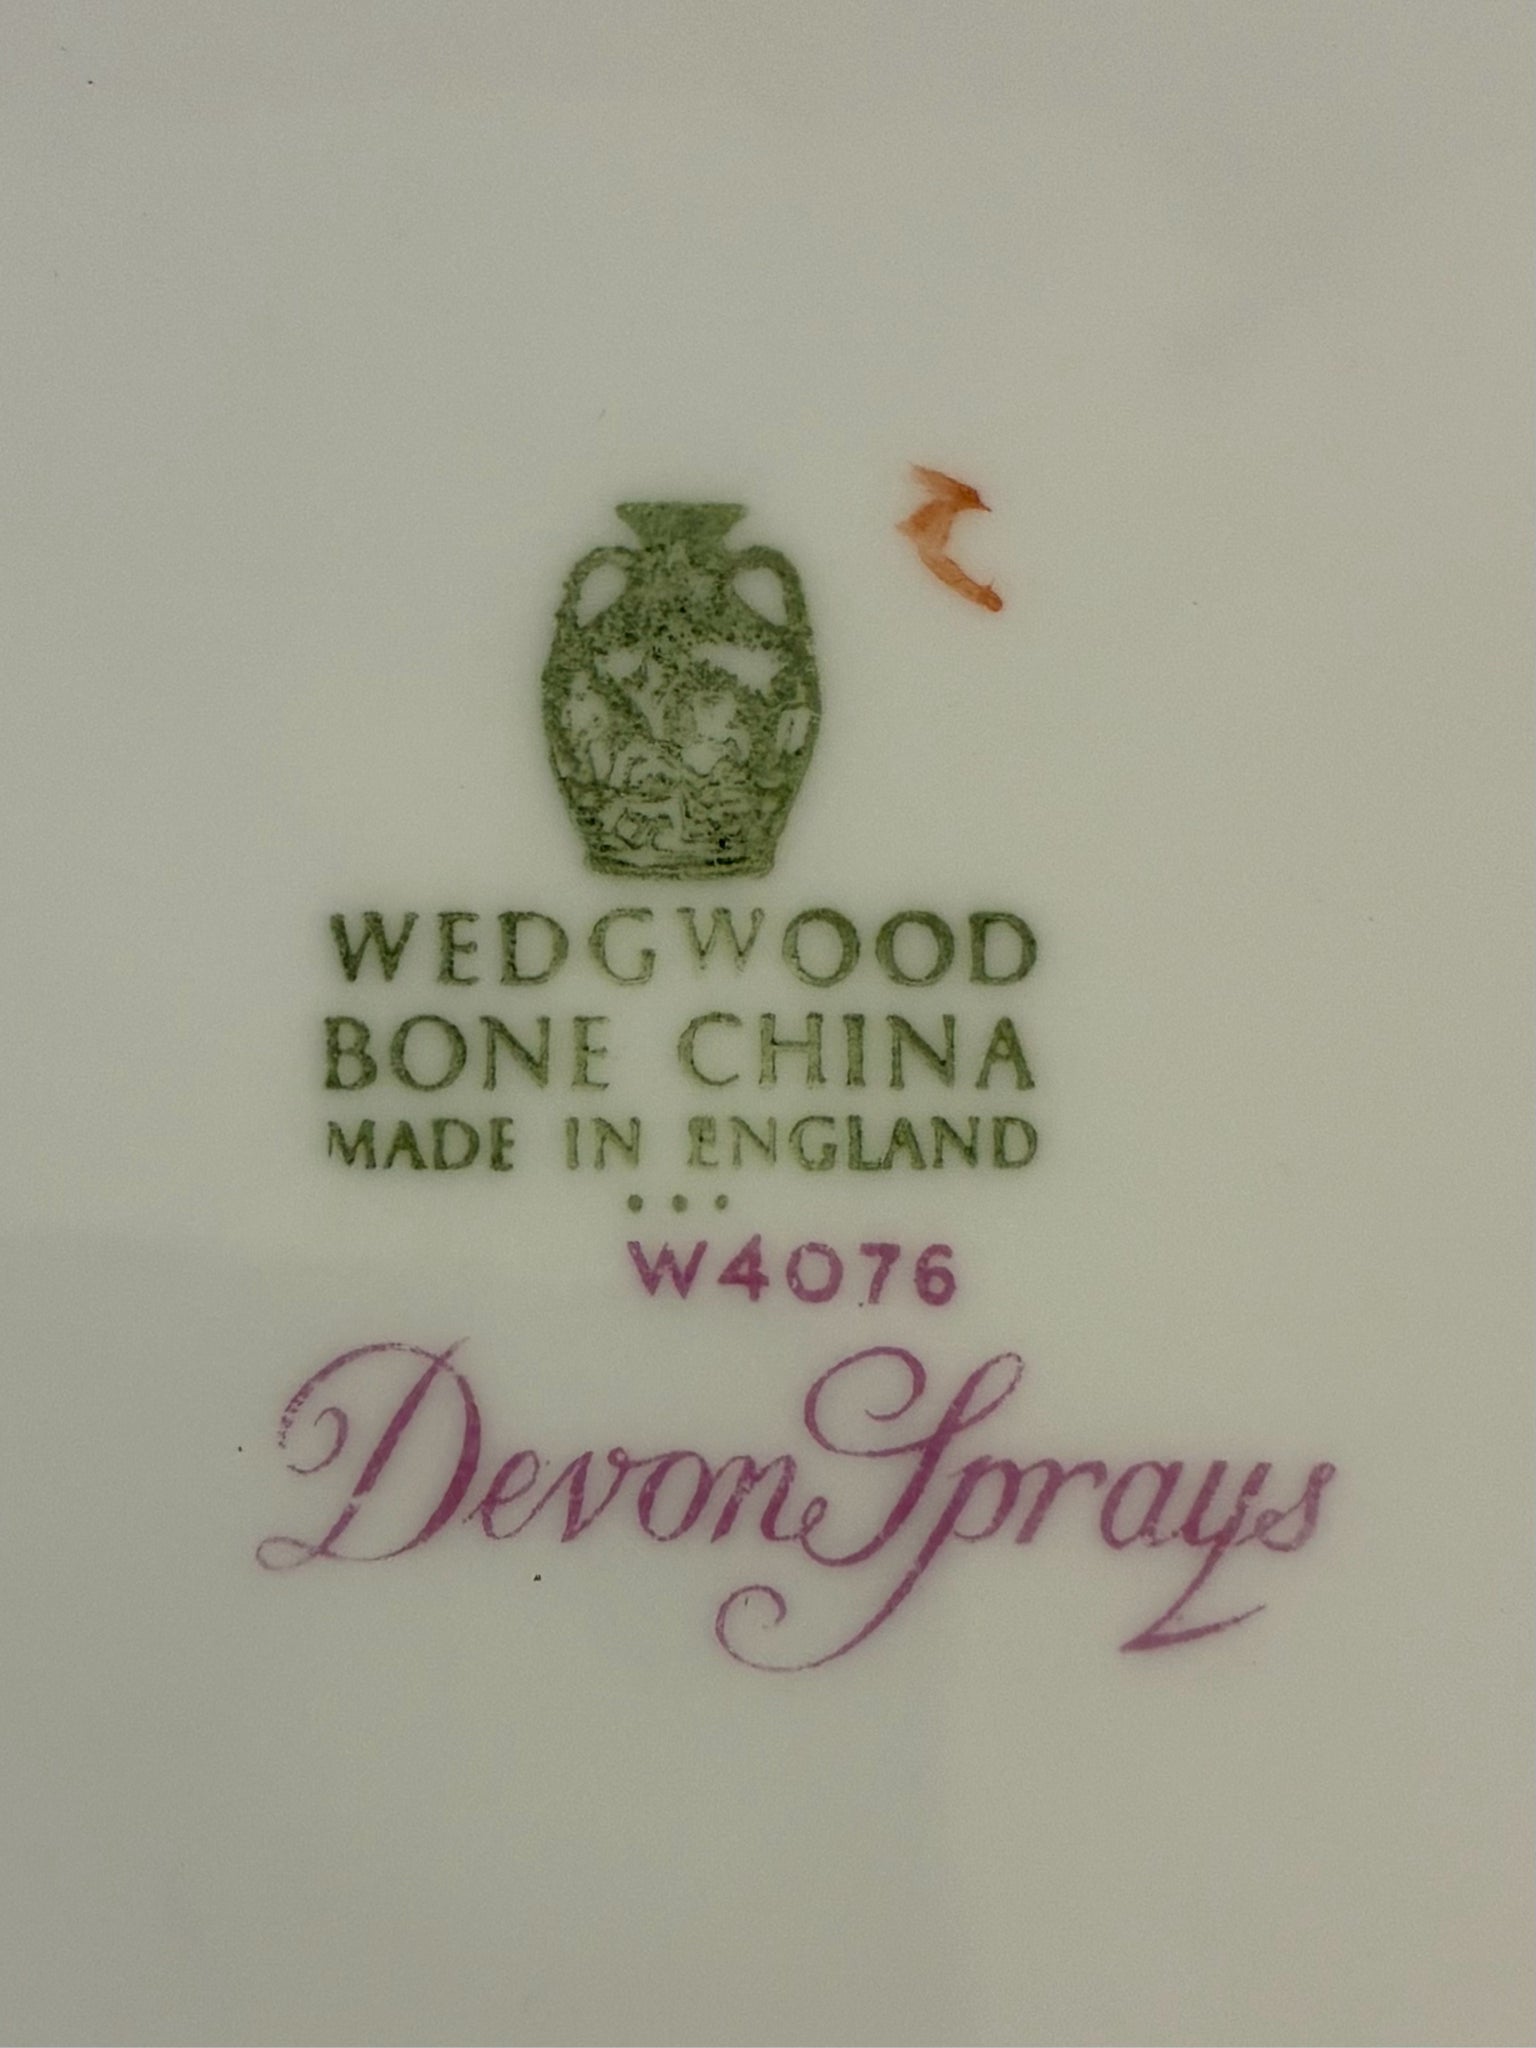 WEDGWOOD
BONE CHINA
MADE IN ENGLAND
...
W4076
Devon Sprays